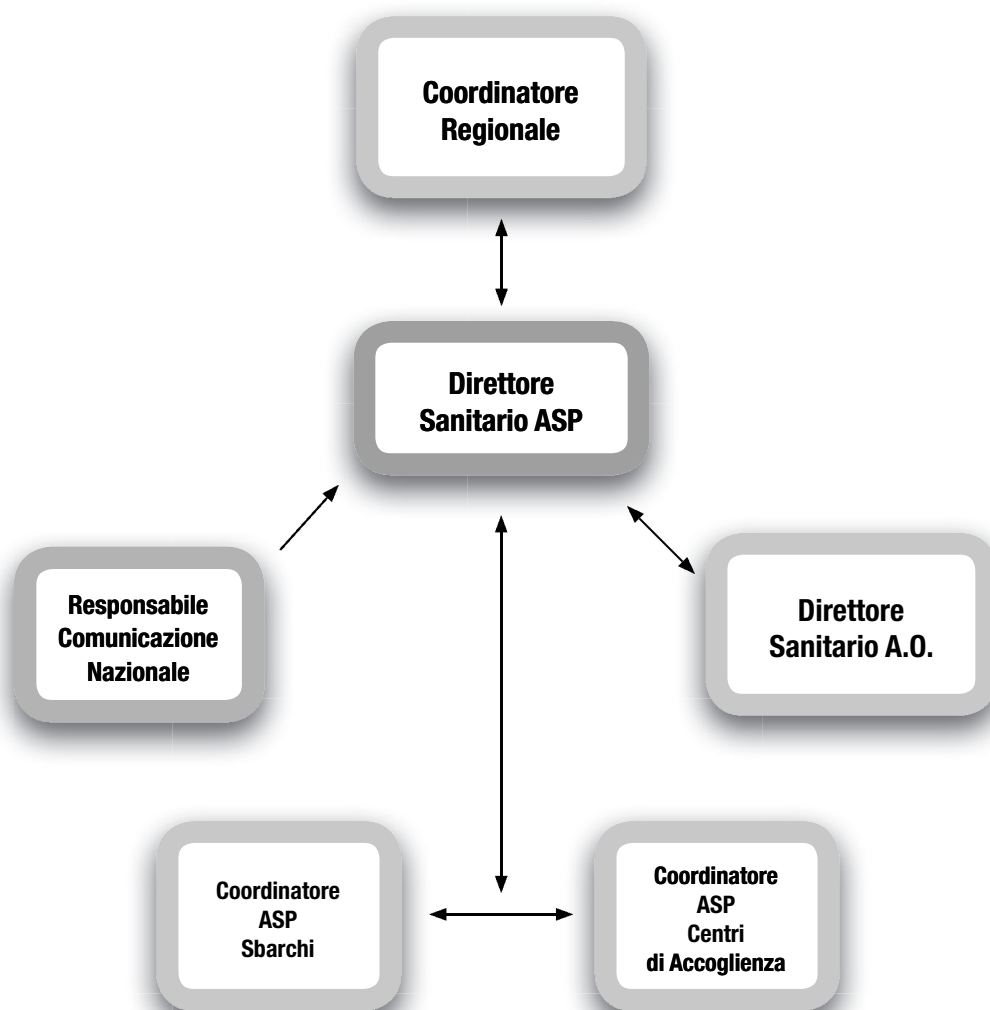 Coordinatore
Regionale
Direttore
Sanitario ASP
Responsabile
Comunicazione
Nazionale
Direttore
Sanitario A.O.
Coordinatore
ASP
Sbarchi
Coordinatore
ASP
Centri
di Accoglienza